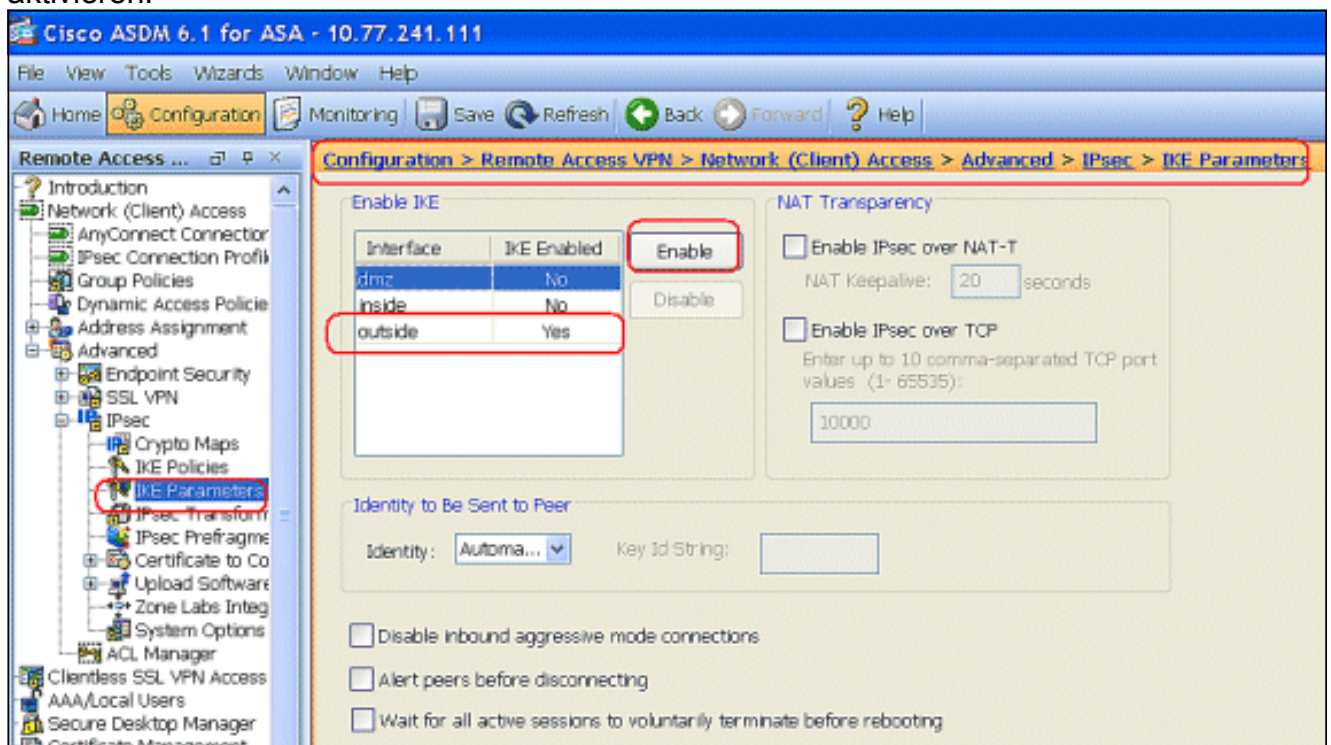 aktivieren.
Cisco ASDM 6.1 for ASA - 10.77.241.111
File View Tools Wizards Window Help
Home Configuration Monitoring Save Refresh Back Forward Help
Remote Access ...
Configuration > Remote Access VPN > Network (Client) Access > Advanced > IPsec > IKE Parameters
Introduction
Network (Client) Access
AnyConnect Connection
IPsec Connection Profil
Group Policies
Dynamic Access Policie
Address Assignment
Advanced
Endpoint Security
SSL VPN
IPsec
Crypto Maps
IKE Policies
IKE Parameters
IPsec Transform
IPsec Prefragme
Certificate to Co
Upload Software
Zone Labs Integ
System Options
ACL Manager
Clientless SSL VPN Access
AAA/Local Users
Secure Desktop Manager
Certificate Management
Enable IKE
Interface IKE Enabled
dmz No
inside No
outside Yes
Enable
Disable
NAT Transparency
Enable IPsec over NAT-T
NAT Keepalive: 20 seconds
Enable IPsec over TCP
Enter up to 10 comma-separated TCP port
values (1- 65535):
10000
Identity to Be Sent to Peer
Identity: Automa... Key Id String:
Disable inbound aggressive mode connections
Alert peers before disconnecting
Wait for all active sessions to voluntarily terminate before rebooting